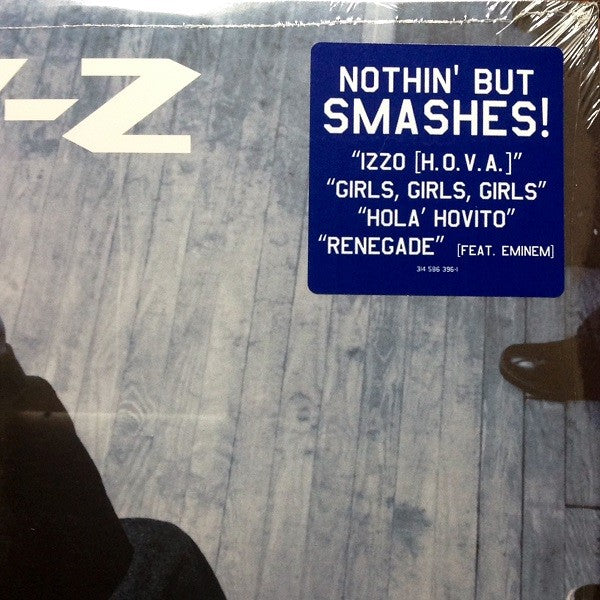 -Z
NOTHIN' BUT
SMASHES!
"IZZO [H.O.V.A.]"
"GIRLS, GIRLS, GIRLS"
"HOLA' HOVITO"
"RENEGADE" [FEAT. EMINEM]
314 586 396-1